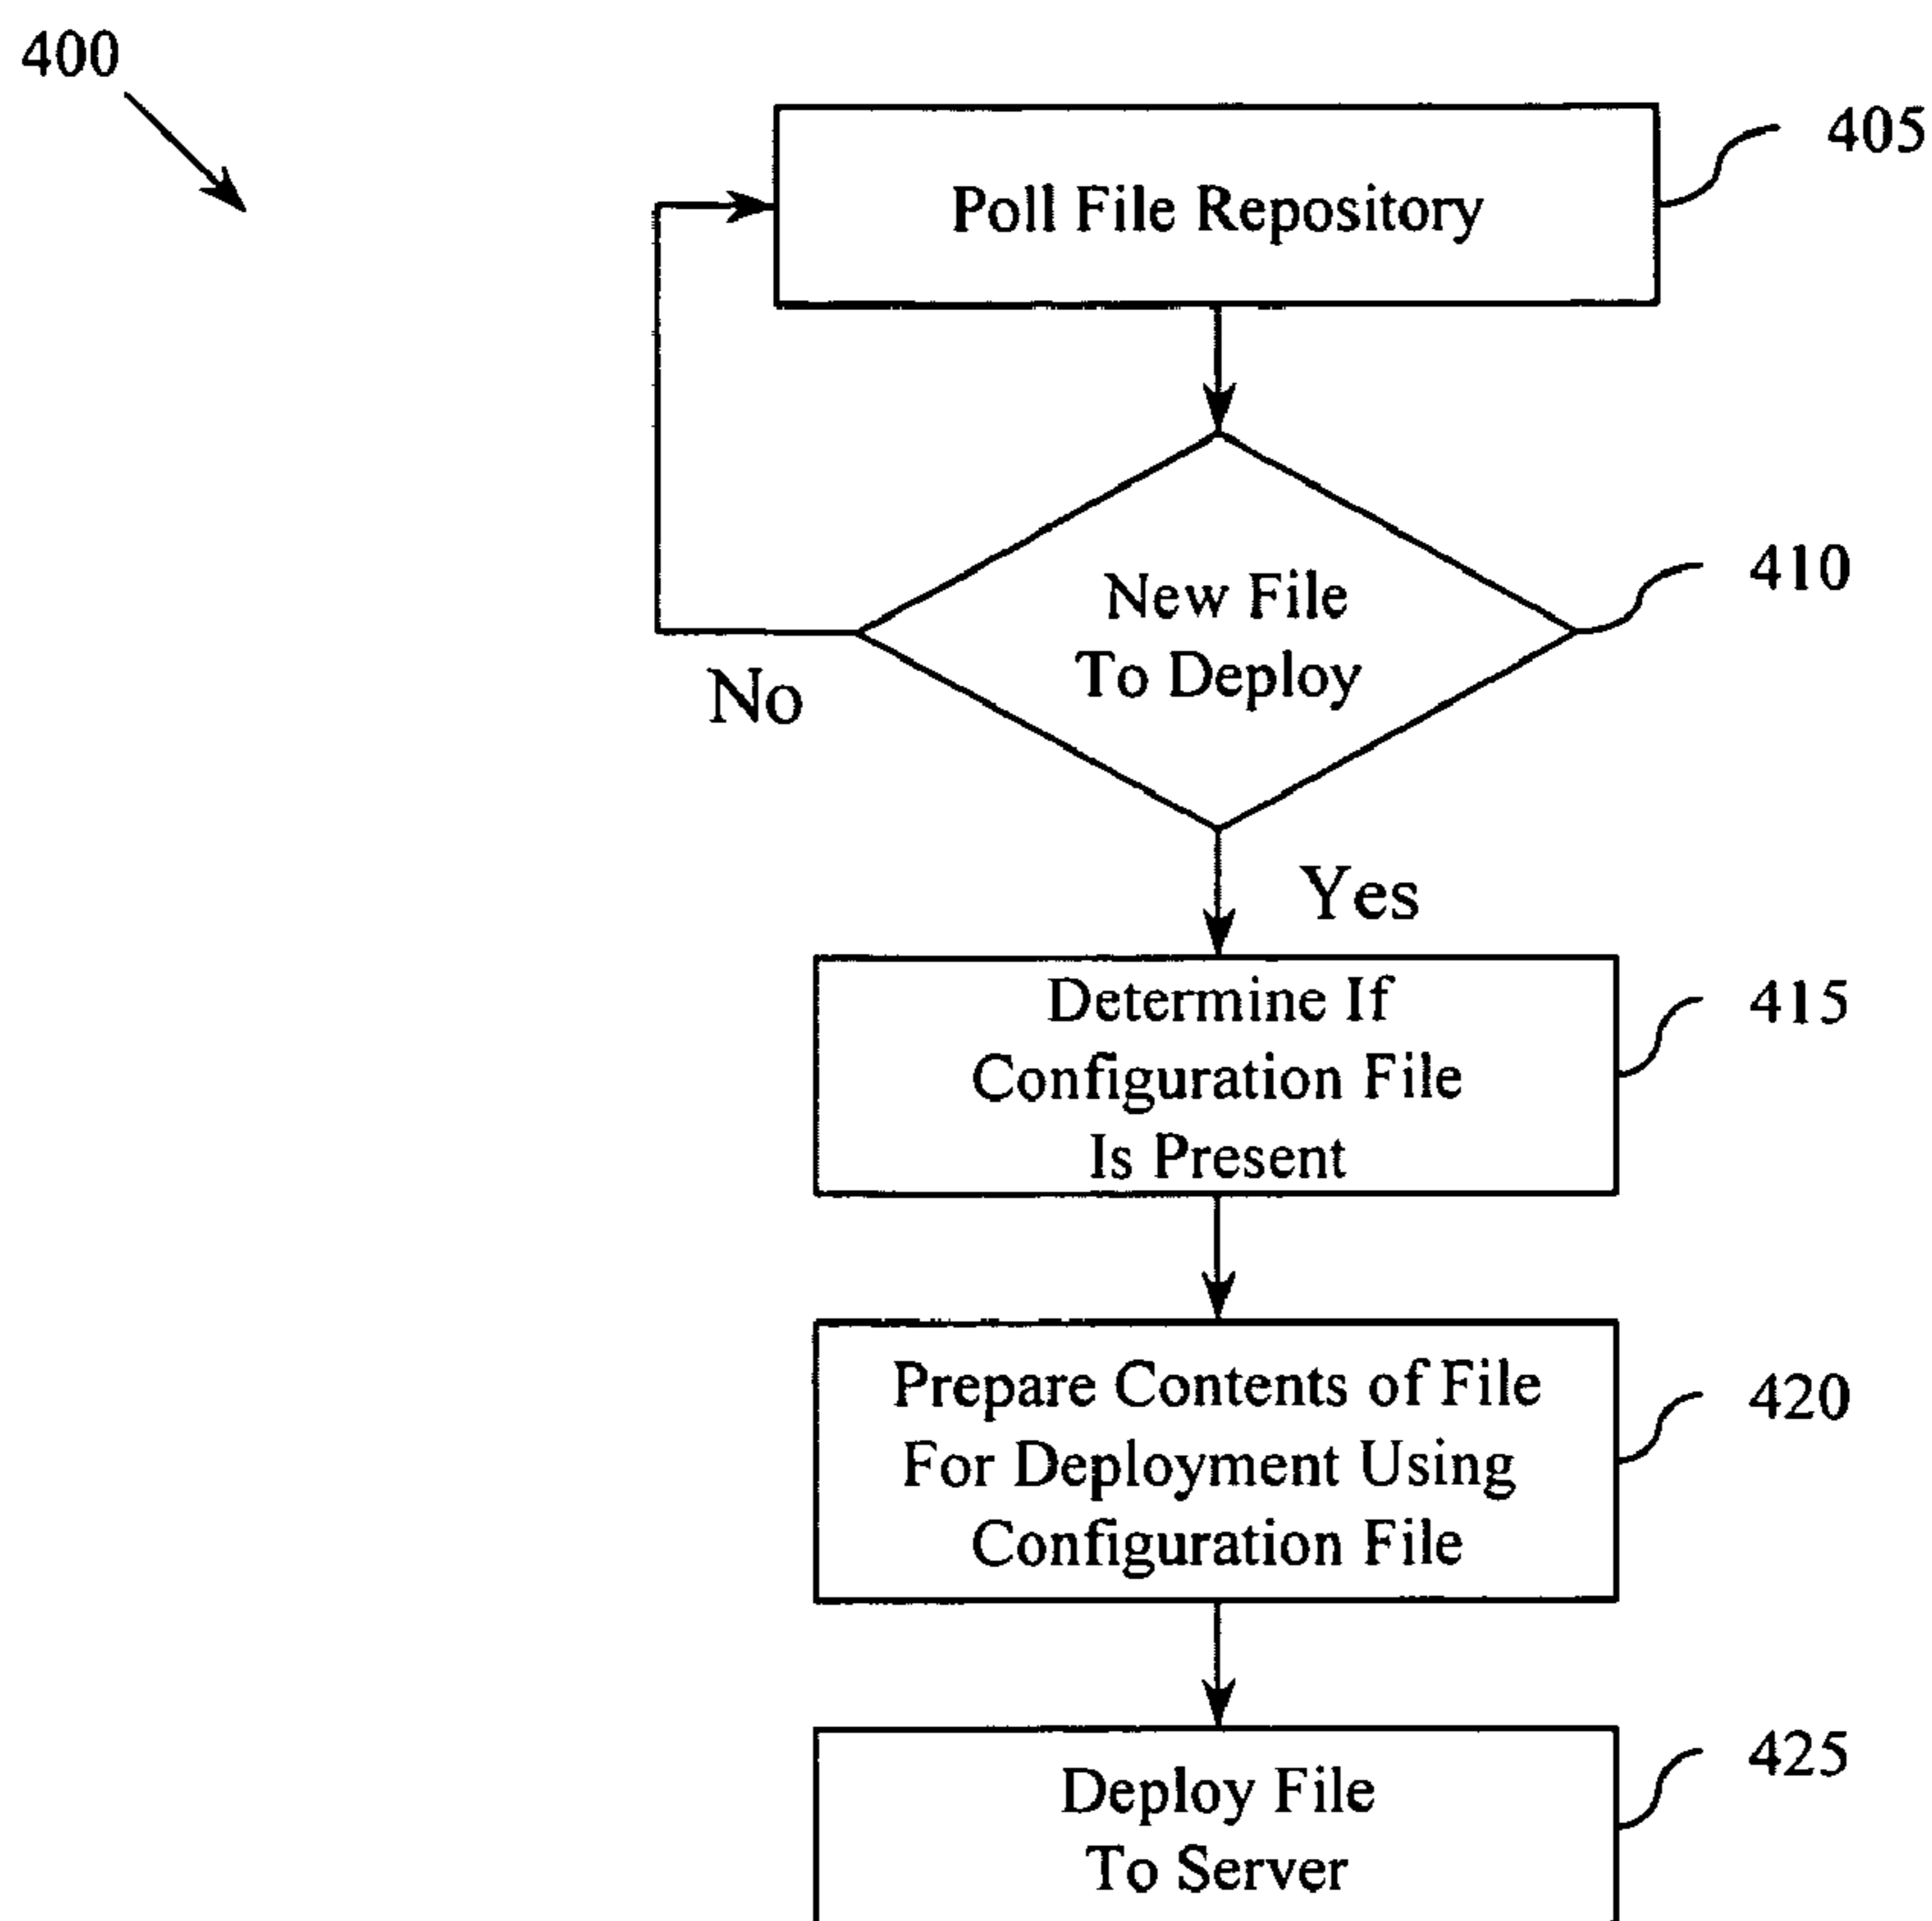 400
405
Poll File Repository
410
New File
To Deploy
No
Yes
415
Determine If
Configuration File
Is Present
420
Prepare Contents of File
For Deployment Using
Configuration File
425
Deploy File
To Server